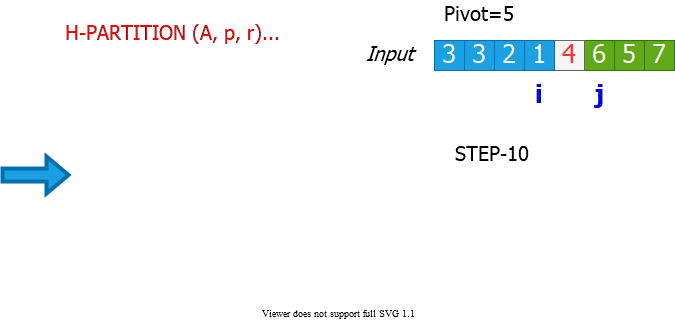 Pivot=5
H-PARTITION (A, p, r)...
Input 3 3 2 1 4 6 5 7
i j
STEP-10
Viewer does not support full SVG 1.1